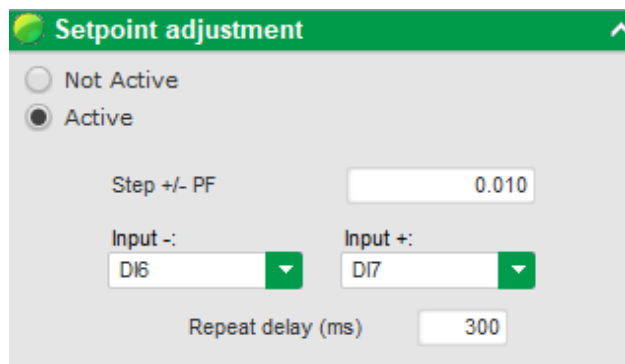 Setpoint adjustment
Not Active
Active
Step +/- PF 0.010
Input -: Input +:
DI6 DI7
Repeat delay (ms) 300